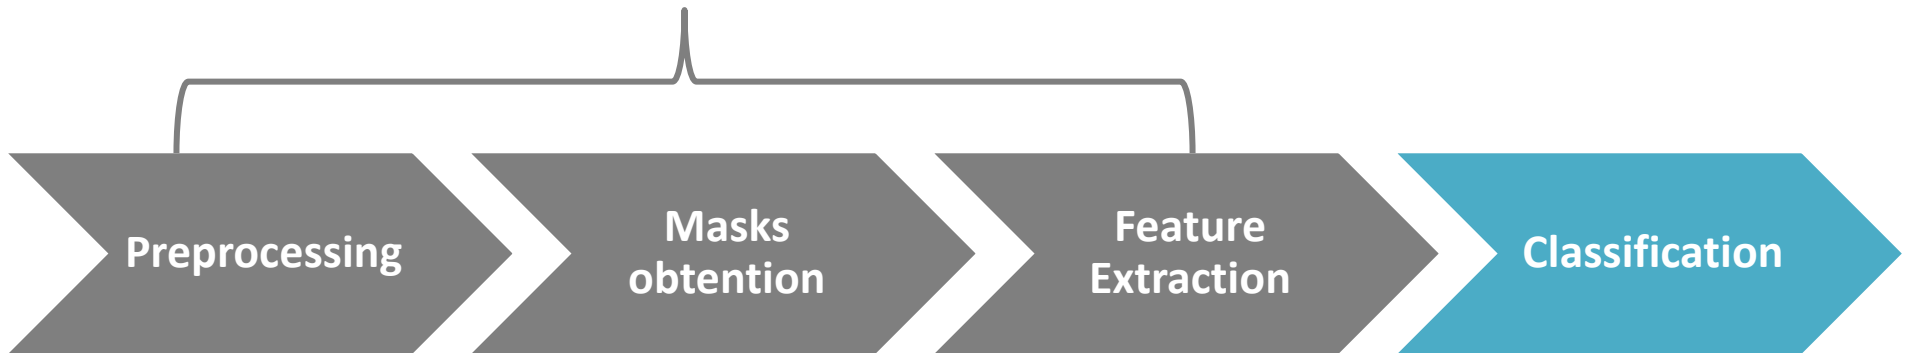 Preprocessing
Masks
obtention
Feature
Extraction
Classification